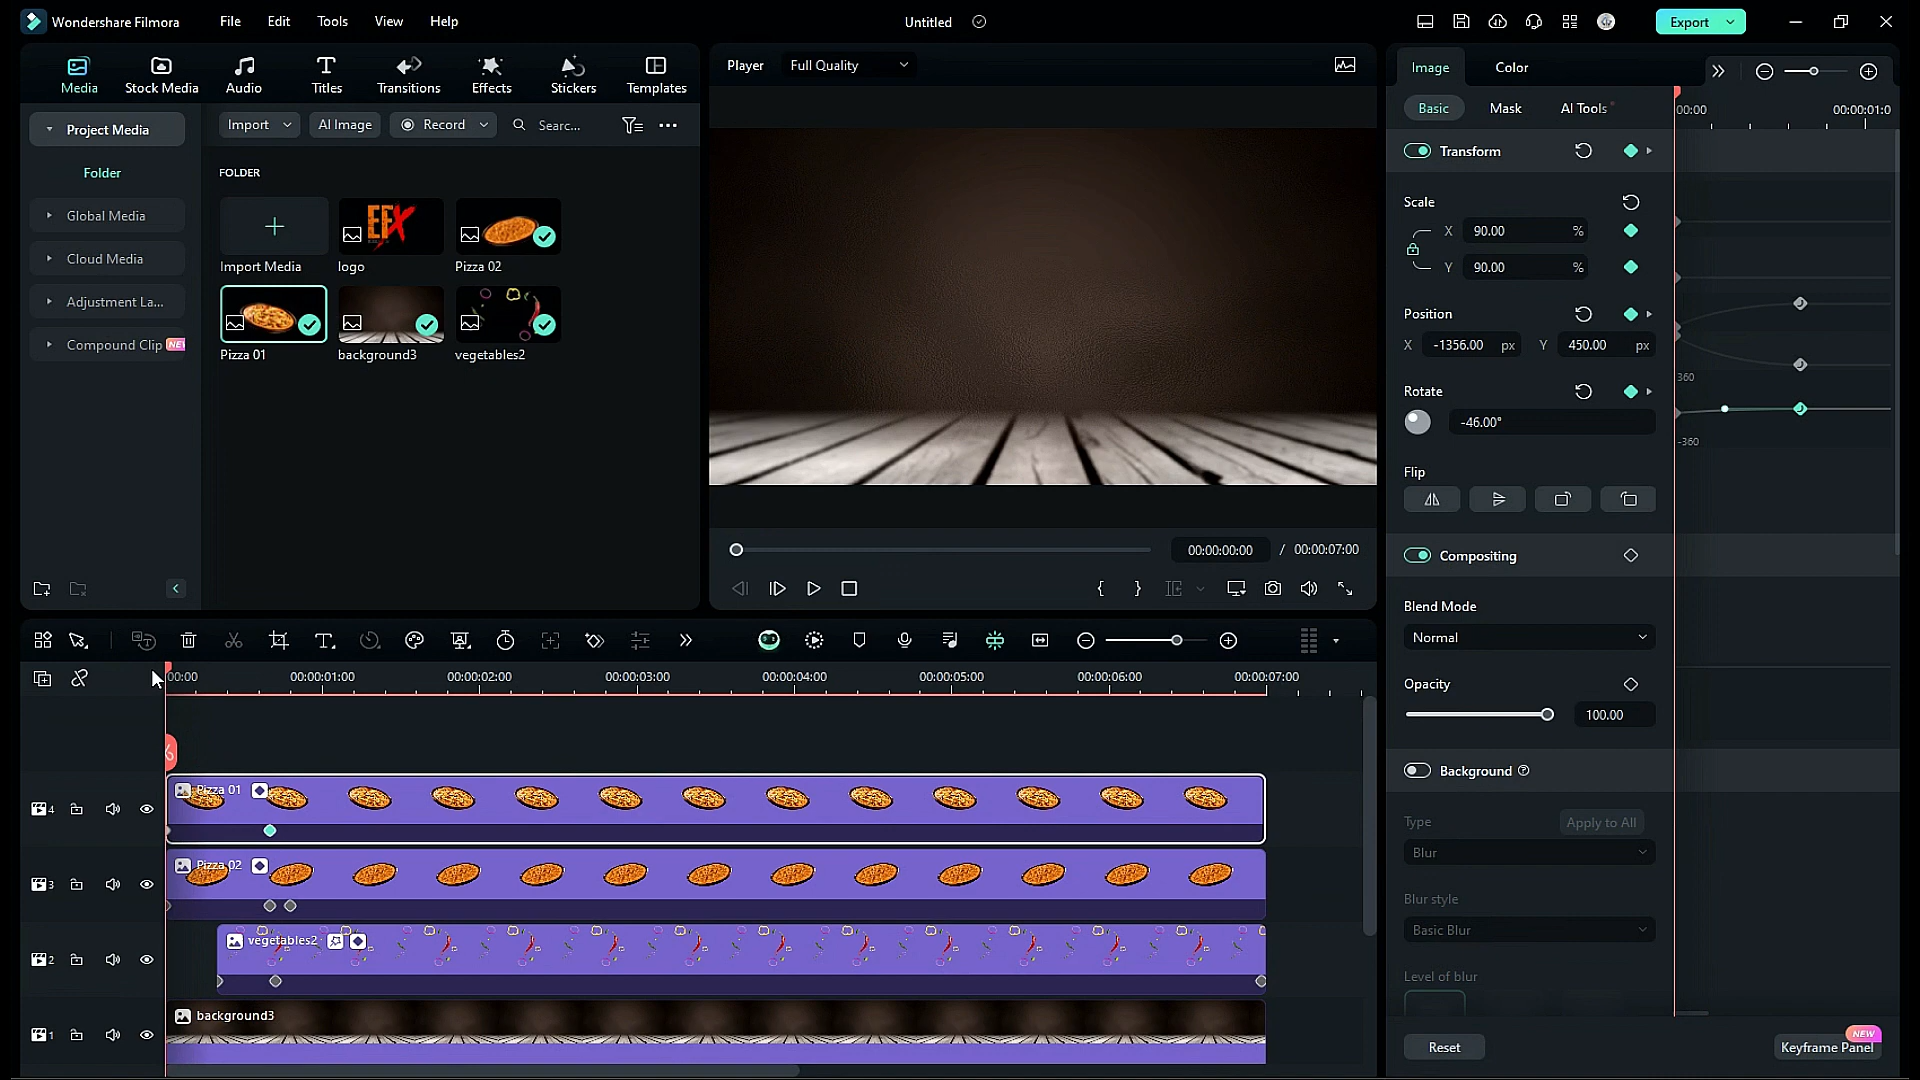 Wondershare Filmora
File
Edit
Tools
View
Help
Untitled
Export
Media
Stock Media
Audio
Titles
Transitions
Effects
Stickers
Templates
Project Media
Import
AI Image
Record
Searc...
Folder
FOLDER
Global Media
Cloud Media
Adjustment La...
Compound Clip
Import Media
EFX
logo
Pizza 02
Pizza 01
background3
vegetables2
Player
Full Quality
00:00:00:00 / 00:00:07:00
Image
Color
Basic
Mask
AI Tools
Transform
Scale
X 90.00 %
Y 90.00 %
Position
X -1356.00 px Y 450.00 px
Rotate
-46.00°
Flip
Compositing
Blend Mode
Normal
Opacity
100.00
Background
Type
Apply to All
Blur
Blur style
Basic Blur
Level of blur
Reset
NEW
Keyframe Panel
:00:00
00:00:01:0
360
-360
:00:00
00:00:01:00
00:00:02:00
00:00:03:00
00:00:04:00
00:00:05:00
00:00:06:00
00:00:07:00
4
Pizza 01
3
Pizza 02
2
vegetables2
1
background3